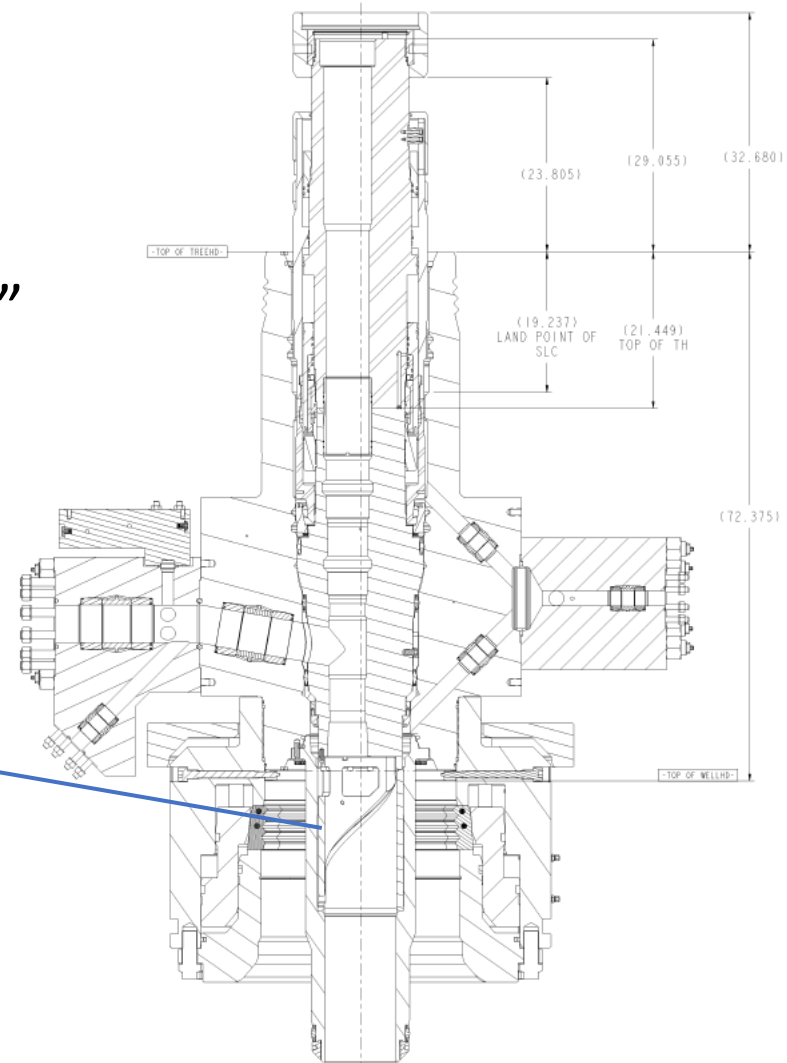 (32.680)
(29.055)
(23.805)
-TOP OF TREEHD-
”
(19.237)
LAND POINT OF
SLC
(21.449)
TOP OF TH
(72.375)
-TOP OF WELLHD-